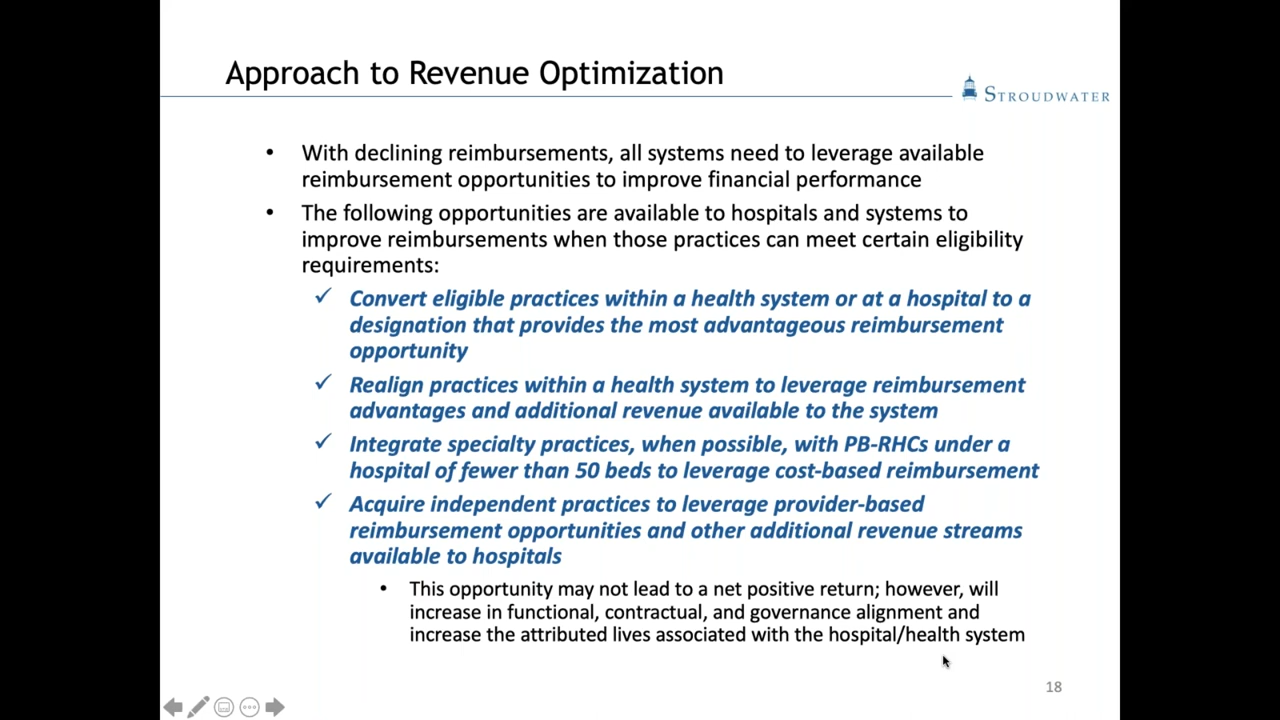 Approach to Revenue Optimization
STROUDWATER
• With declining reimbursements, all systems need to leverage available
reimbursement opportunities to improve financial performance
• The following opportunities are available to hospitals and systems to
improve reimbursements when those practices can meet certain eligibility
requirements:
✓ Convert eligible practices within a health system or at a hospital to a
designation that provides the most advantageous reimbursement
opportunity
✓ Realign practices within a health system to leverage reimbursement
advantages and additional revenue available to the system
✓ Integrate specialty practices, when possible, with PB-RHCs under a
hospital of fewer than 50 beds to leverage cost-based reimbursement
✓ Acquire independent practices to leverage provider-based
reimbursement opportunities and other additional revenue streams
available to hospitals
• This opportunity may not lead to a net positive return; however, will
increase in functional, contractual, and governance alignment and
increase the attributed lives associated with the hospital/health system
18